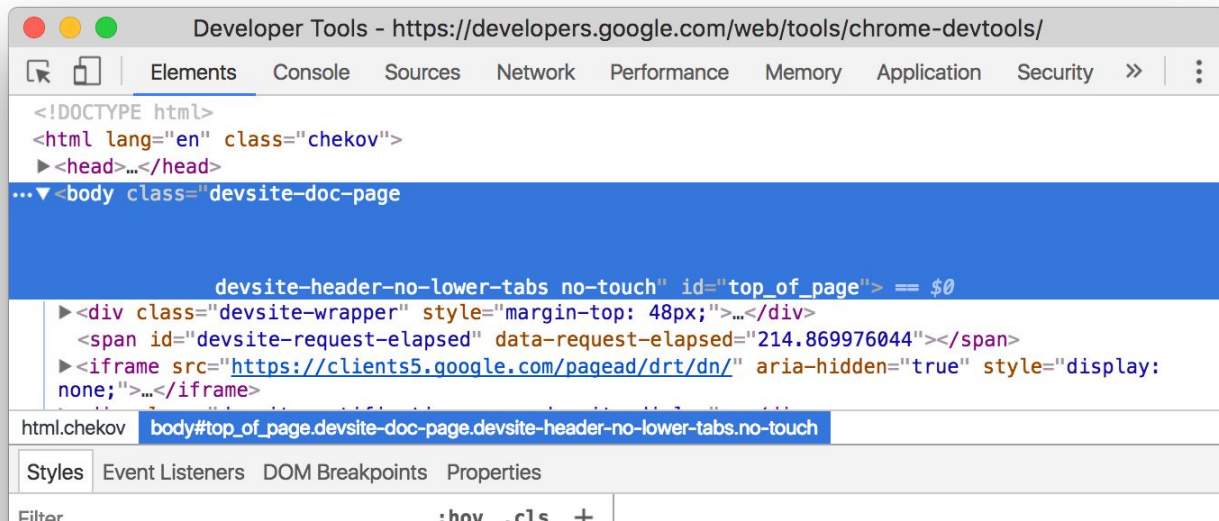 Developer Tools - https://developers.google.com/web/tools/chrome-devtools/
Elements Console Sources Network Performance Memory Application Security »
<!DOCTYPE html>
<html lang="en" class="chekov">
▶<head>…</head>
…▼<body class="devsite-doc-page
devsite-header-no-lower-tabs no-touch" id="top_of_page"> == $0
▶<div class="devsite-wrapper" style="margin-top: 48px;">…</div>
<span id="devsite-request-elapsed" data-request-elapsed="214.869976044"></span>
▶<iframe src="https://clients5.google.com/pagead/drt/dn/" aria-hidden="true" style="display:
none;">…</iframe>
html.chekov body#top_of_page.devsite-doc-page.devsite-header-no-lower-tabs.no-touch
Styles Event Listeners DOM Breakpoints Properties
Filter :hov .cls +